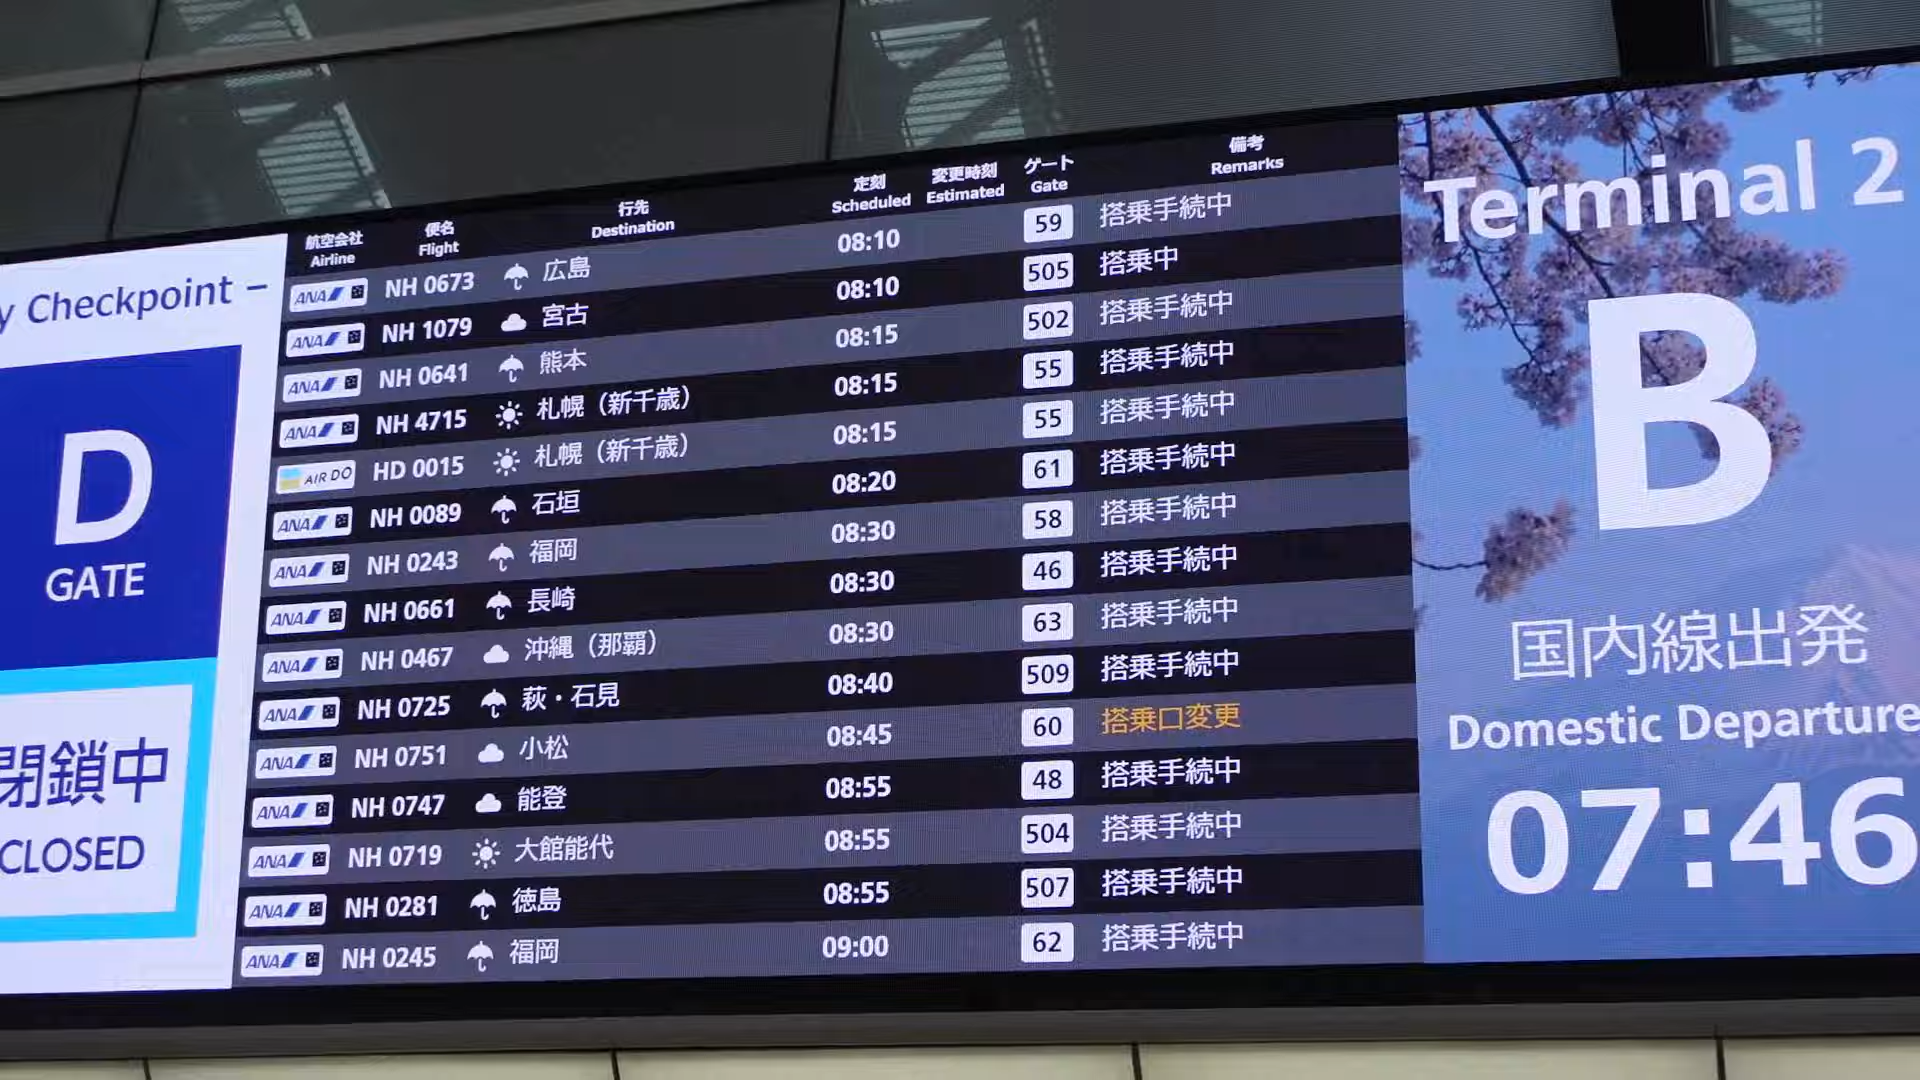 y Checkpoint –
D
GATE
閉鎖中
CLOSED
航空会社 便名 行先 定刻 変更時刻 ゲート 備考
Airline Flight Destination Scheduled Estimated Gate Remarks
ANA NH 0673 広島 08:10 59 搭乗手続中
ANA NH 1079 宮古 08:10 505 搭乗中
ANA NH 0641 熊本 08:15 502 搭乗手続中
ANA NH 4715 札幌（新千歳） 08:15 55 搭乗手続中
AIR DO HD 0015 札幌（新千歳） 08:15 55 搭乗手続中
ANA NH 0089 石垣 08:20 61 搭乗手続中
ANA NH 0243 福岡 08:30 58 搭乗手続中
ANA NH 0661 長崎 08:30 46 搭乗手続中
ANA NH 0467 沖縄（那覇） 08:30 63 搭乗手続中
ANA NH 0725 萩・石見 08:40 509 搭乗手続中
ANA NH 0751 小松 08:45 60 搭乗口変更
ANA NH 0747 能登 08:55 48 搭乗手続中
ANA NH 0719 大館能代 08:55 504 搭乗手続中
ANA NH 0281 徳島 08:55 507 搭乗手続中
ANA NH 0245 福岡 09:00 62 搭乗手続中
Terminal 2
B
国内線出発
Domestic Departure
07:46